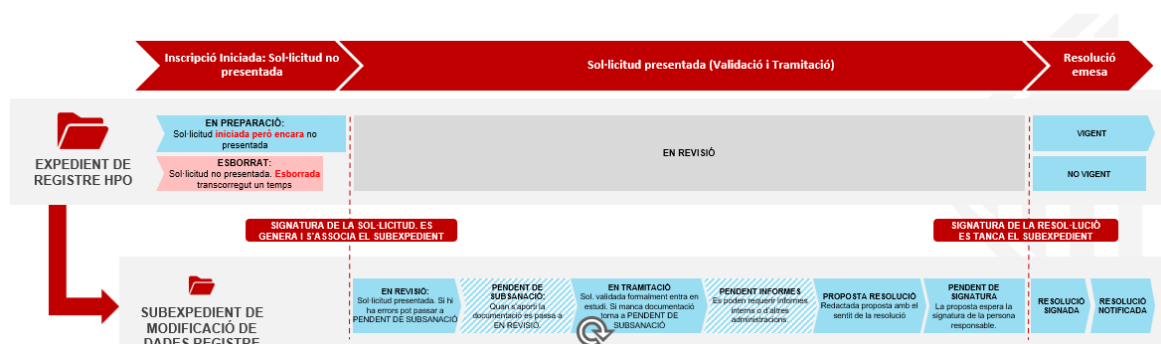 Inscripció Iniciada: Sol·licitud no
presentada
Sol·licitud presentada (Validació i Tramitació)
Resolució
emesa
EXPEDIENT DE
REGISTRE HPO
EN PREPARACIÓ:
Sol·licitud iniciada però encara no
presentada
ESBORRAT:
Sol·licitud no presentada. Esborrada
transcorregut un temps
EN REVISIÓ
VIGENT
NO VIGENT
SIGNATURA DE LA SOL·LICITUD. ES
GENERA I S'ASSOCIA EL SUBEXPEDIENT
SIGNATURA DE LA RESOL·LUCIÓ
ES TANCA EL SUBEXPEDIENT
SUBEXPEDIENT DE
MODIFICACIÓ DE
DADES REGISTRE
EN REVISIÓ:
Sol·licitud presentada. Si hi
ha errors pot passar a
PENDENT DE SUBSANACIÓ
PENDENT DE
SUBSANACIÓ:
Quan s'aporti la
documentació es passa a
EN REVISIÓ.
EN TRAMITACIÓ
Sol. validada formalment entra en
estudi. Si manca documentació
torna a PENDENT DE
SUBSANACIÓ
PENDENT INFORMES
Es poden requerir informes
interns o d'altres
administracions.
PROPOSTA RESOLUCIÓ
Redactada proposta amb el
sentit de la resolució
PENDENT DE
SIGNATURA
La proposta espera la
signatura de la persona
responsable.
RESOLUCIÓ
SIGNADA
RESOLUCIÓ
NOTIFICADA